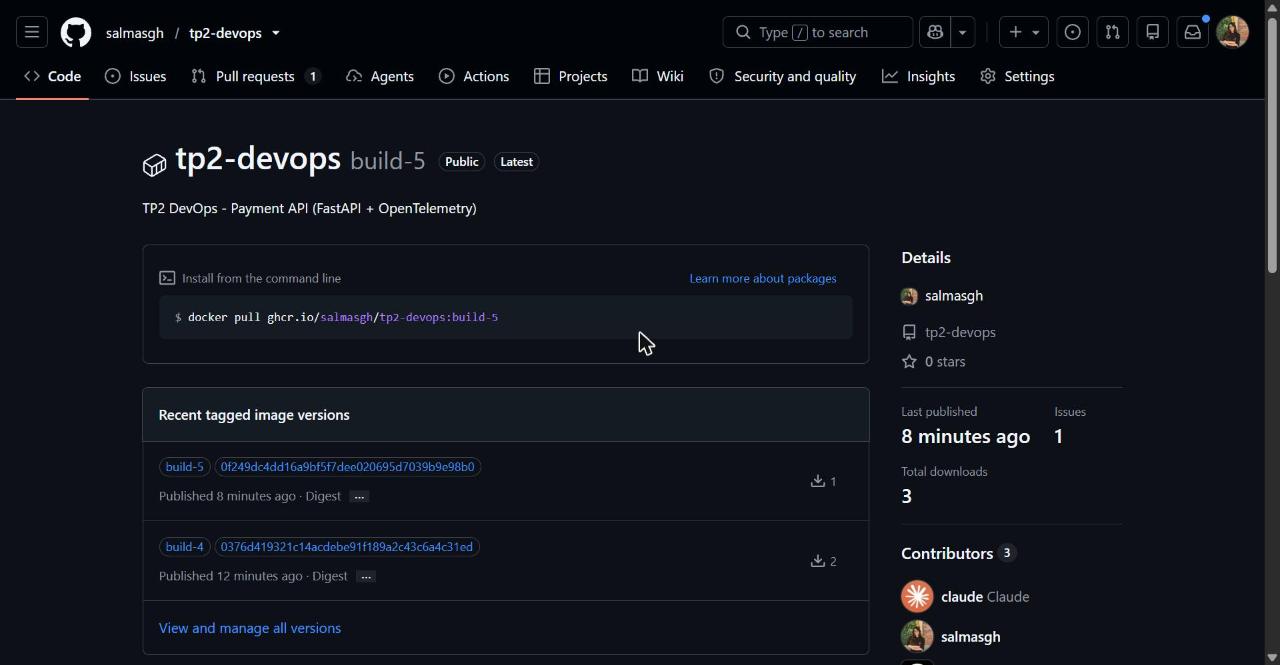 salmasgh / tp2-devops
Type / to search
Code Issues Pull requests 1 Agents Actions Projects Wiki Security and quality Insights Settings
tp2-devops build-5 Public Latest
TP2 DevOps - Payment API (FastAPI + OpenTelemetry)
Install from the command line Learn more about packages
$ docker pull ghcr.io/salmasgh/tp2-devops:build-5
Recent tagged image versions
build-5 0f249dc4dd16a9bf5f7dee020695d7039b9e98b0
Published 8 minutes ago · Digest ...
1
build-4 0376d419321c14acdebe91f189a2c43c6a4c31ed
Published 12 minutes ago · Digest ...
2
View and manage all versions
Details
salmasgh
tp2-devops
0 stars
Last published Issues
8 minutes ago 1
Total downloads
3
Contributors 3
claude Claude
salmasgh